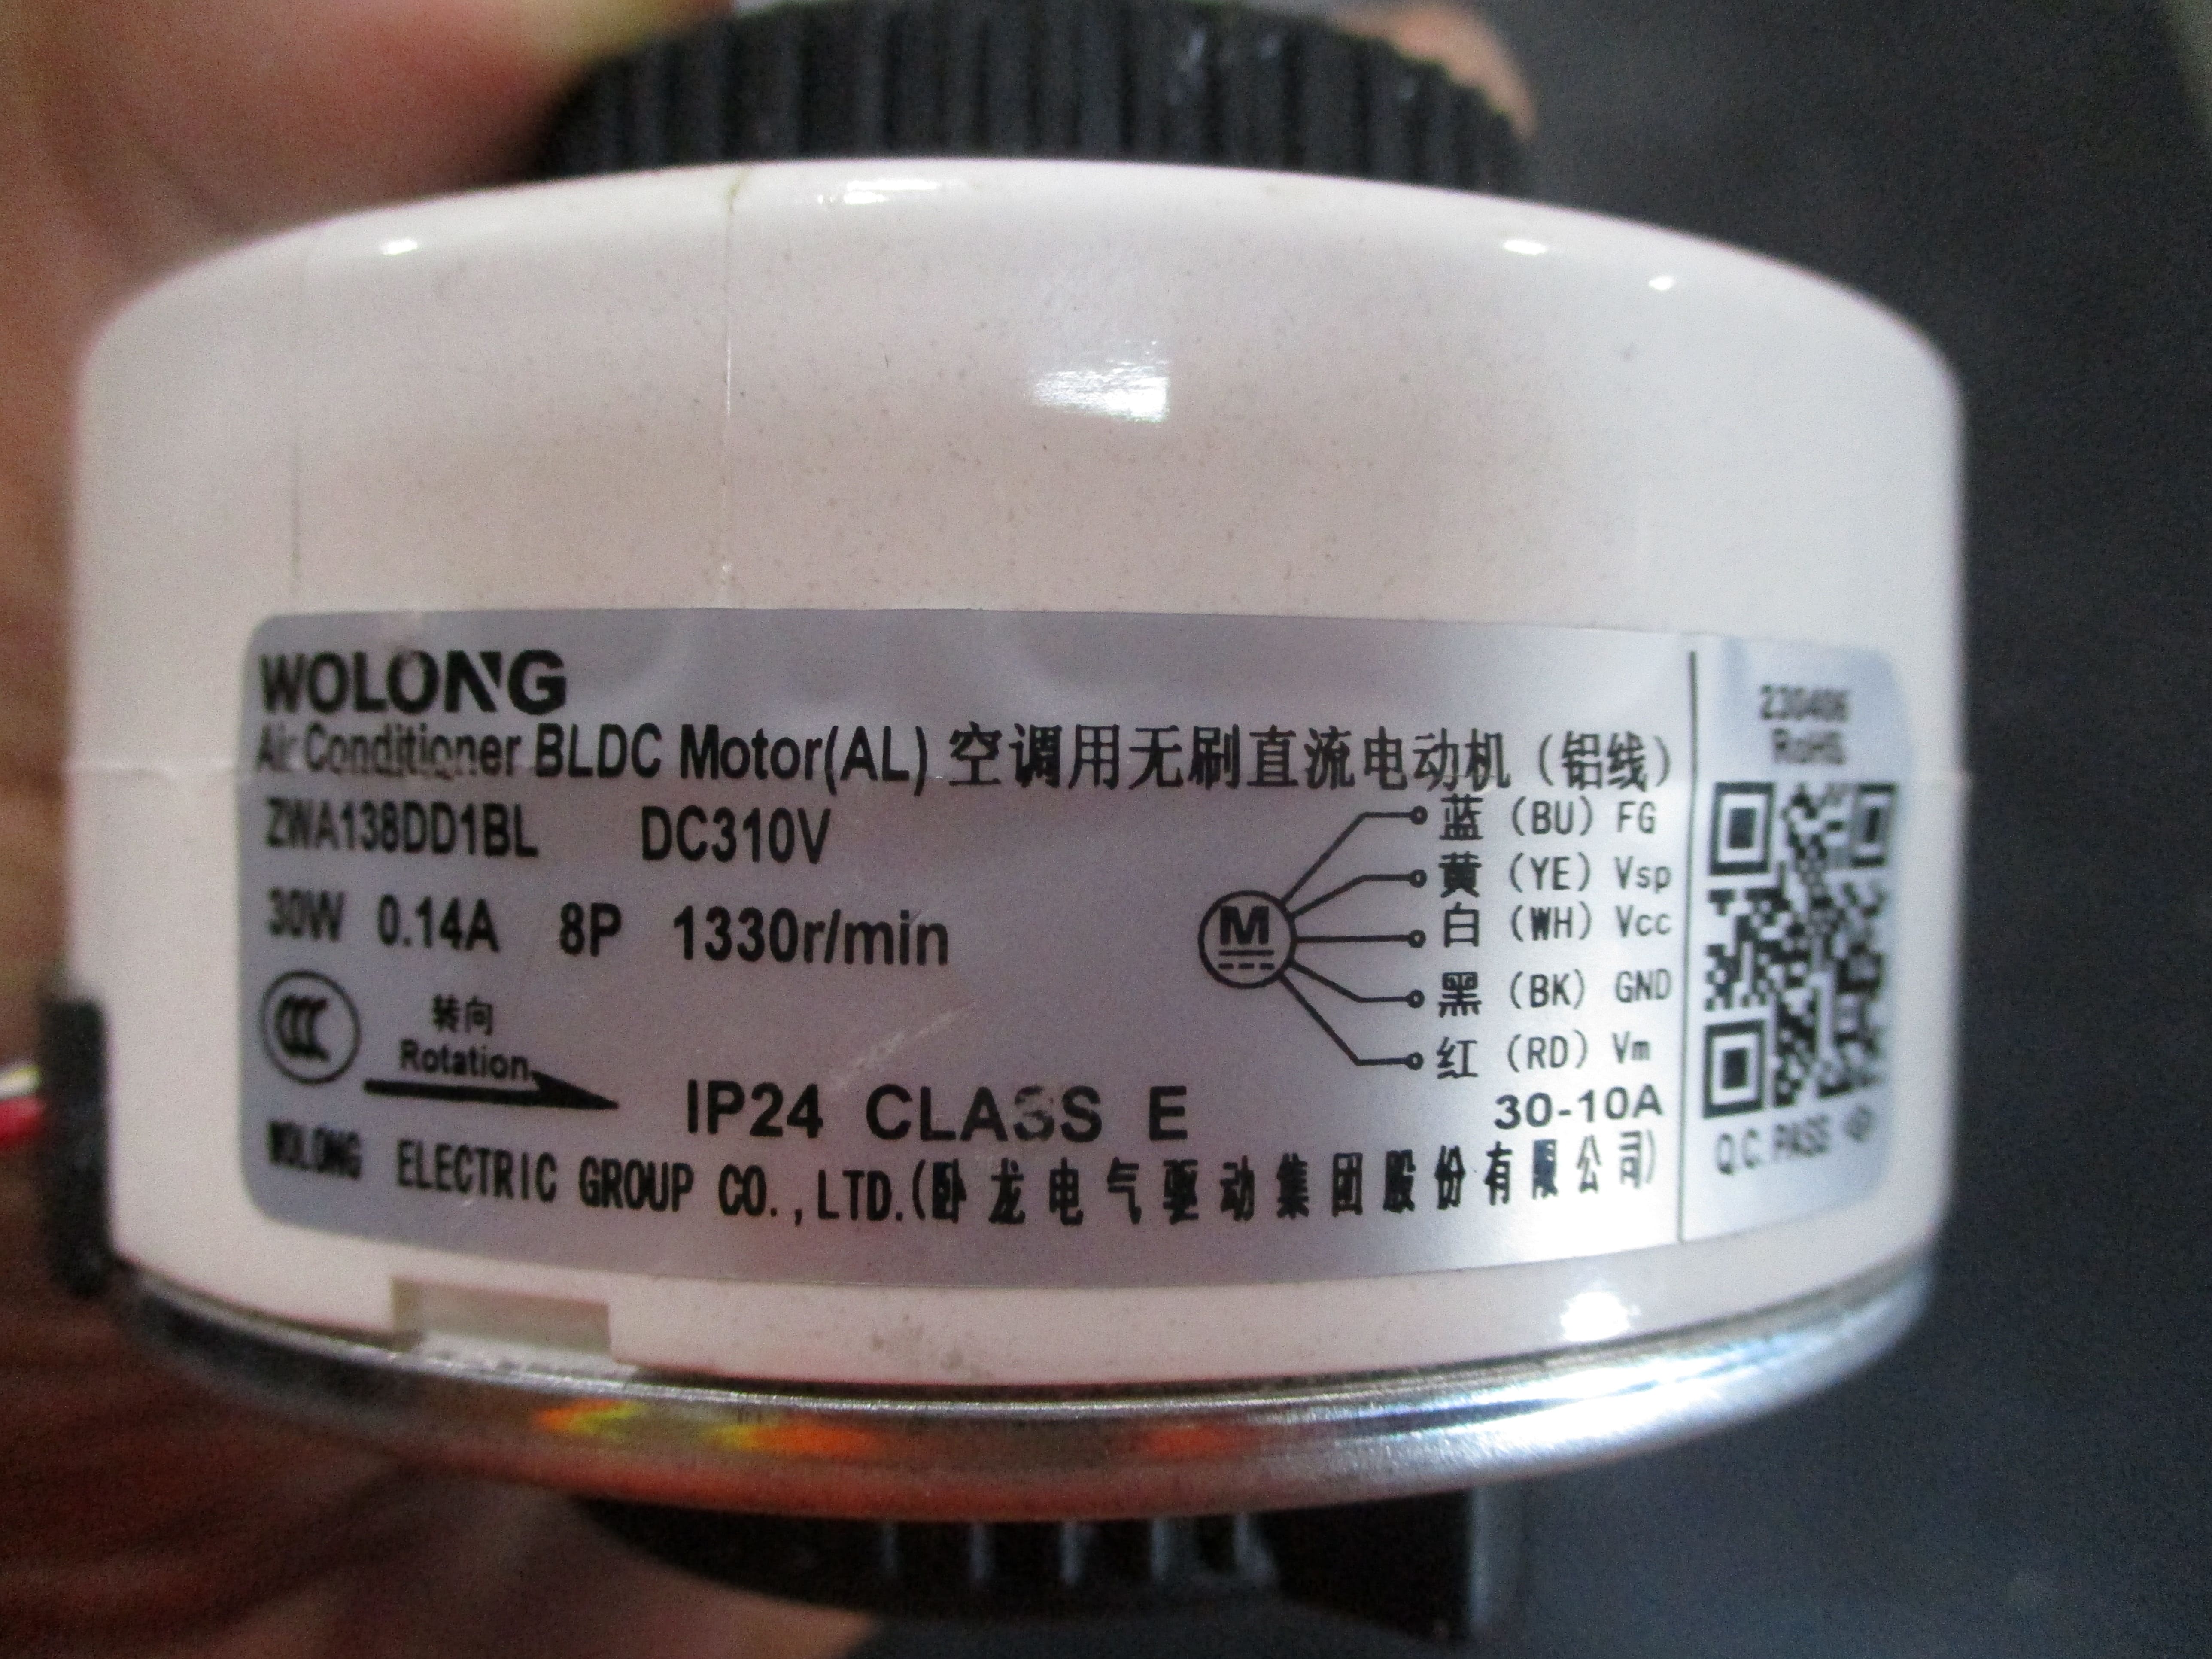 WOLONG
Air Conditioner BLDC Motor(AL) 空调用无刷直流电动机（铝线）
ZWA138DD1BL DC310V
30W 0.14A 8P 1330r/min
转向
Rotation
IP24 CLASS E
M
蓝（BU）FG
黄（YE）Vsp
白（WH）Vcc
黑（BK）GND
红（RD）Vm
30-10A
WOLONG ELECTRIC GROUP CO.,LTD.(卧龙电气驱动集团股份有限公司)
230406
RoHS
Q.C. PASS